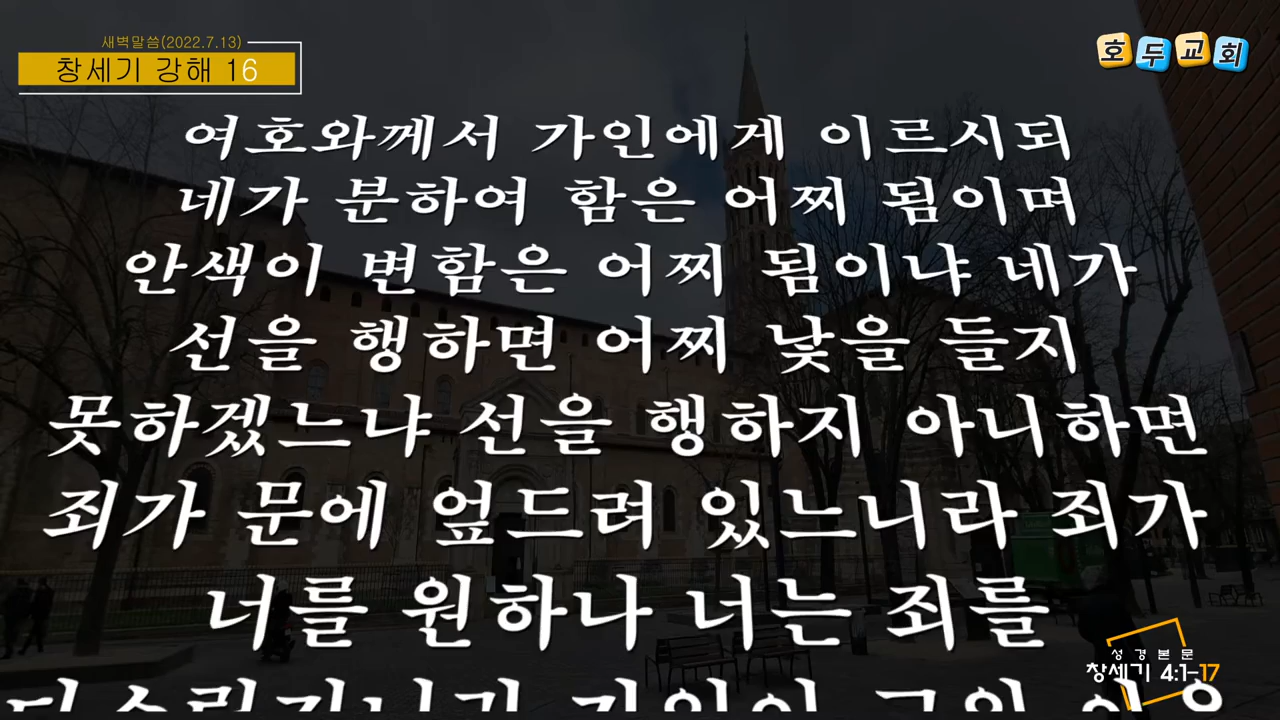 새벽말씀(2022.7.13)
창세기 강해 16
호두교회
여호와께서 가인에게 이르시되
네가 분하여 함은 어찌 됨이며
안색이 변함은 어찌 됨이냐 네가
선을 행하면 어찌 낯을 들지
못하겠느냐 선을 행하지 아니하면
죄가 문에 엎드려 있느니라 죄가
너를 원하나 너는 죄를
성경본문
창세기 4:1-17